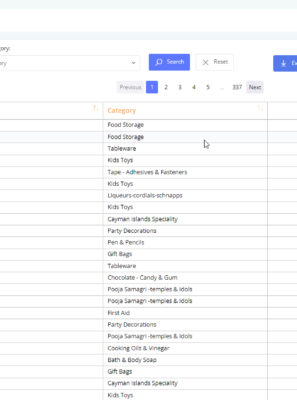 gory:
ry
Search
Reset
Previous 1 2 3 4 5 ... 337 Next
Category
Food Storage
Food Storage
Tableware
Kids Toys
Tape - Adhesives & Fasteners
Kids Toys
Liqueurs-cordials-schnapps
Kids Toys
Cayman Islands Speciality
Party Decorations
Pen & Pencils
Gift Bags
Tableware
Chocolate - Candy & Gum
Pooja Samagri -temples & Idols
Pooja Samagri -temples & Idols
First Aid
Party Decorations
Pooja Samagri -temples & Idols
Cooking Oils & Vinegar
Bath & Body Soap
Gift Bags
Cayman Islands Speciality
Kids Toys